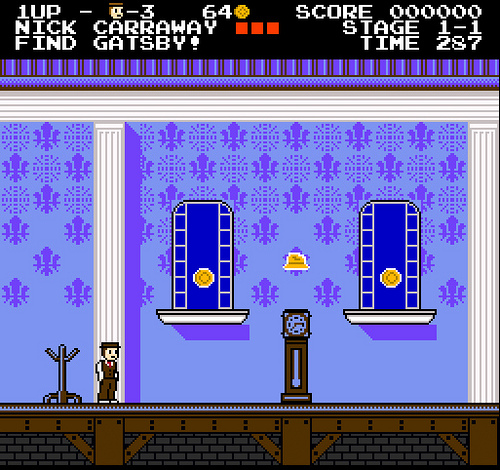 1UP - -3 64 SCORE 000000
NICK CARRAWAY STAGE 1-1
FIND GATSBY! TIME 287